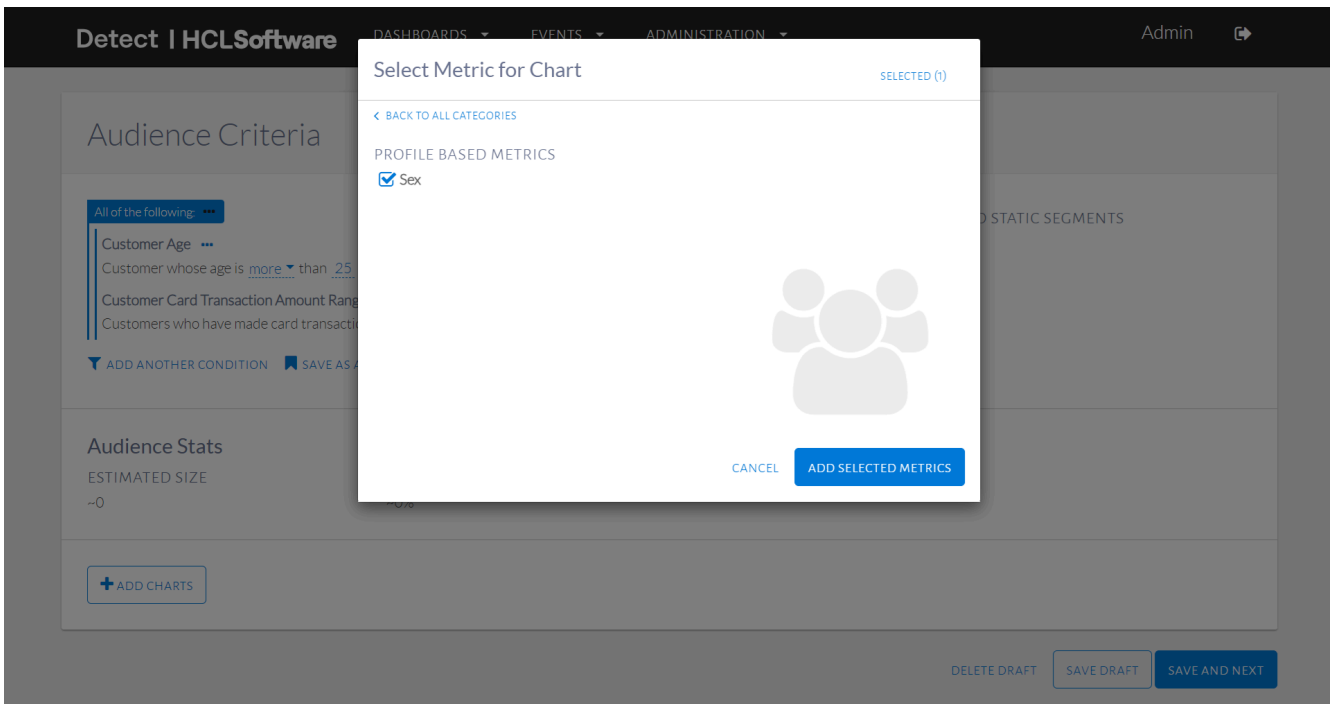 Detect | HCLSoftware DASHBOARDS EVENTS ADMINISTRATION Admin
Select Metric for Chart SELECTED (1)
BACK TO ALL CATEGORIES
Audience Criteria
PROFILE BASED METRICS
Sex
All of the following: •••
STATIC SEGMENTS
Customer Age •••
Customer whose age is more than 25
Customer Card Transaction Amount Rang
Customers who have made card transacti
ADD ANOTHER CONDITION SAVE AS A
Audience Stats
CANCEL ADD SELECTED METRICS
ESTIMATED SIZE
~0 ~0%
ADD CHARTS
DELETE DRAFT SAVE DRAFT SAVE AND NEXT